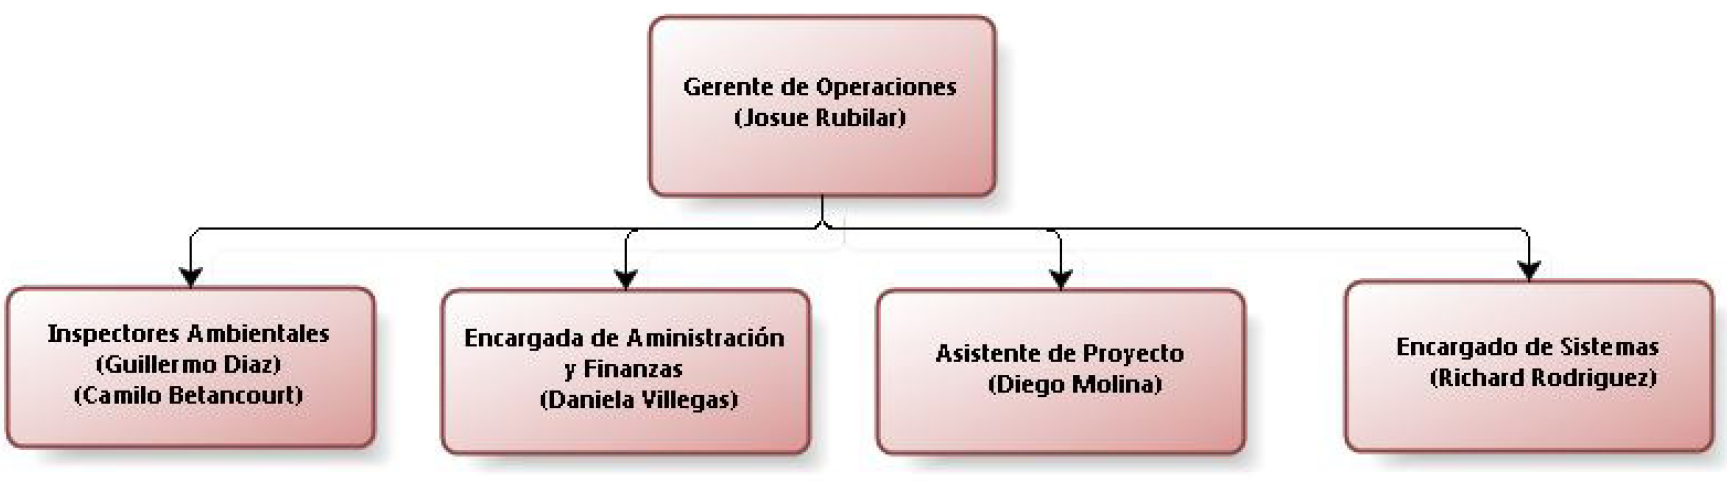 Gerente de Operaciones
(Josue Rubilar)
Inspectores Ambientales
(Guillermo Diaz)
(Camilo Betancourt)
Encargada de Aministración
y Finanzas
(Daniela Villegas)
Asistente de Proyecto
(Diego Molina)
Encargado de Sistemas
(Richard Rodriguez)